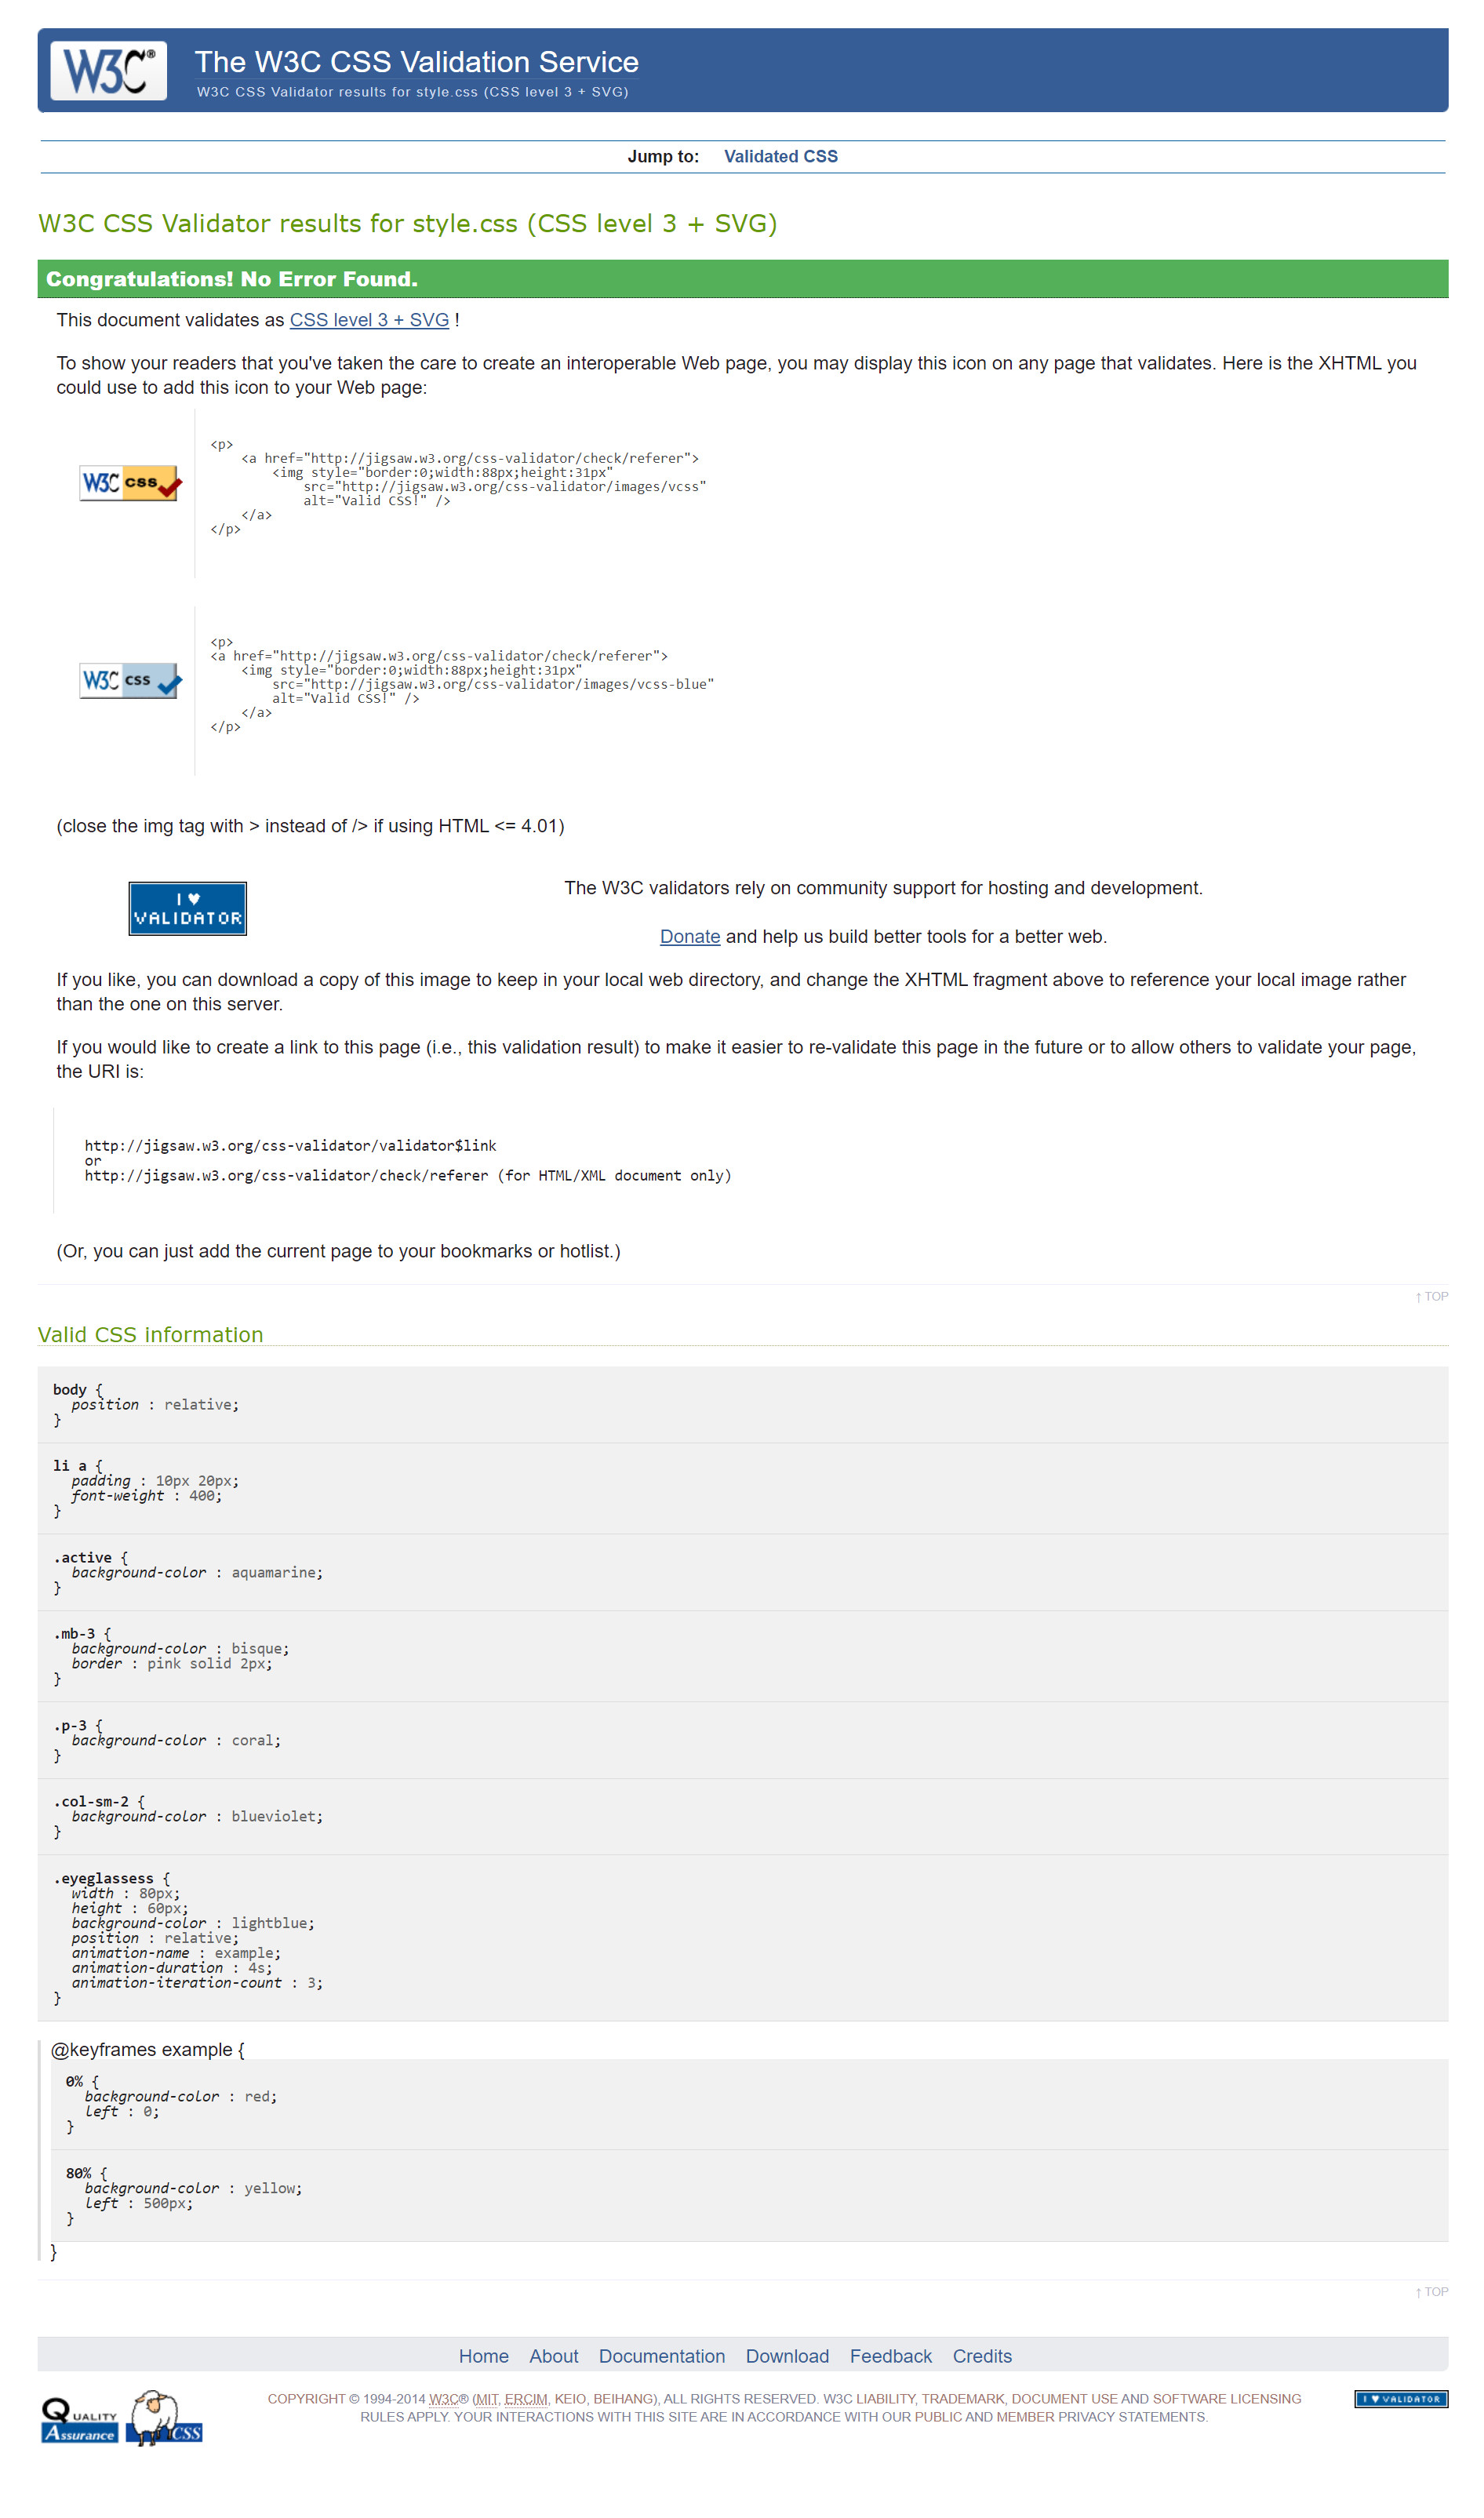 W3C®
The W3C CSS Validation Service
W3C CSS Validator results for style.css (CSS level 3 + SVG)
Jump to: Validated CSS
W3C CSS Validator results for style.css (CSS level 3 + SVG)
Congratulations! No Error Found.
This document validates as CSS level 3 + SVG !
To show your readers that you've taken the care to create an interoperable Web page, you may display this icon on any page that validates. Here is the XHTML you
could use to add this icon to your Web page:
W3C css
<p>
    <a href="http://jigsaw.w3.org/css-validator/check/referer">
        <img style="border:0;width:88px;height:31px"
            src="http://jigsaw.w3.org/css-validator/images/vcss"
            alt="Valid CSS!" />
    </a>
</p>
W3C css
<p>
<a href="http://jigsaw.w3.org/css-validator/check/referer">
    <img style="border:0;width:88px;height:31px"
        src="http://jigsaw.w3.org/css-validator/images/vcss-blue"
        alt="Valid CSS!" />
    </a>
</p>
(close the img tag with > instead of /> if using HTML <= 4.01)
I ♥
VALIDATOR
The W3C validators rely on community support for hosting and development.
Donate and help us build better tools for a better web.
If you like, you can download a copy of this image to keep in your local web directory, and change the XHTML fragment above to reference your local image rather
than the one on this server.
If you would like to create a link to this page (i.e., this validation result) to make it easier to re-validate this page in the future or to allow others to validate your page,
the URI is:
http://jigsaw.w3.org/css-validator/validator$link
or
http://jigsaw.w3.org/css-validator/check/referer (for HTML/XML document only)
(Or, you can just add the current page to your bookmarks or hotlist.)
↑ TOP
Valid CSS information
body {
  position : relative;
}
li a {
  padding : 10px 20px;
  font-weight : 400;
}
.active {
  background-color : aquamarine;
}
.mb-3 {
  background-color : bisque;
  border : pink solid 2px;
}
.p-3 {
  background-color : coral;
}
.col-sm-2 {
  background-color : blueviolet;
}
.eyeglassess {
  width : 80px;
  height : 60px;
  background-color : lightblue;
  position : relative;
  animation-name : example;
  animation-duration : 4s;
  animation-iteration-count : 3;
}
@keyframes example {
0% {
  background-color : red;
  left : 0;
}
80% {
  background-color : yellow;
  left : 500px;
}
}
↑ TOP
Home About Documentation Download Feedback Credits
QUALITY
Assurance
CSS
COPYRIGHT © 1994-2014 W3C® (MIT, ERCIM, KEIO, BEIHANG), ALL RIGHTS RESERVED. W3C LIABILITY, TRADEMARK, DOCUMENT USE AND SOFTWARE LICENSING
RULES APPLY. YOUR INTERACTIONS WITH THIS SITE ARE IN ACCORDANCE WITH OUR PUBLIC AND MEMBER PRIVACY STATEMENTS.
I ♥ VALIDATOR